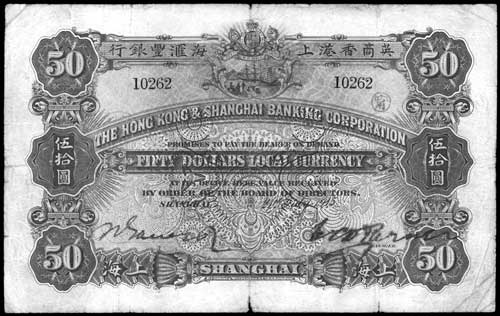 行銀豐滙海 上港香商英
50 50
10262 10262
THE HONG KONG & SHANGHAI BANKING CORPORATION
PROMISES TO PAY THE BEARER ON DEMAND
伍拾圓 FIFTY DOLLARS LOCAL CURRENCY 伍拾圓
AT ITS OFFICE HERE, VALUE RECEIVED
BY ORDER OF THE BOARD OF DIRECTORS.
SHANGHAI
50 50
海上 SHANGHAI 海上